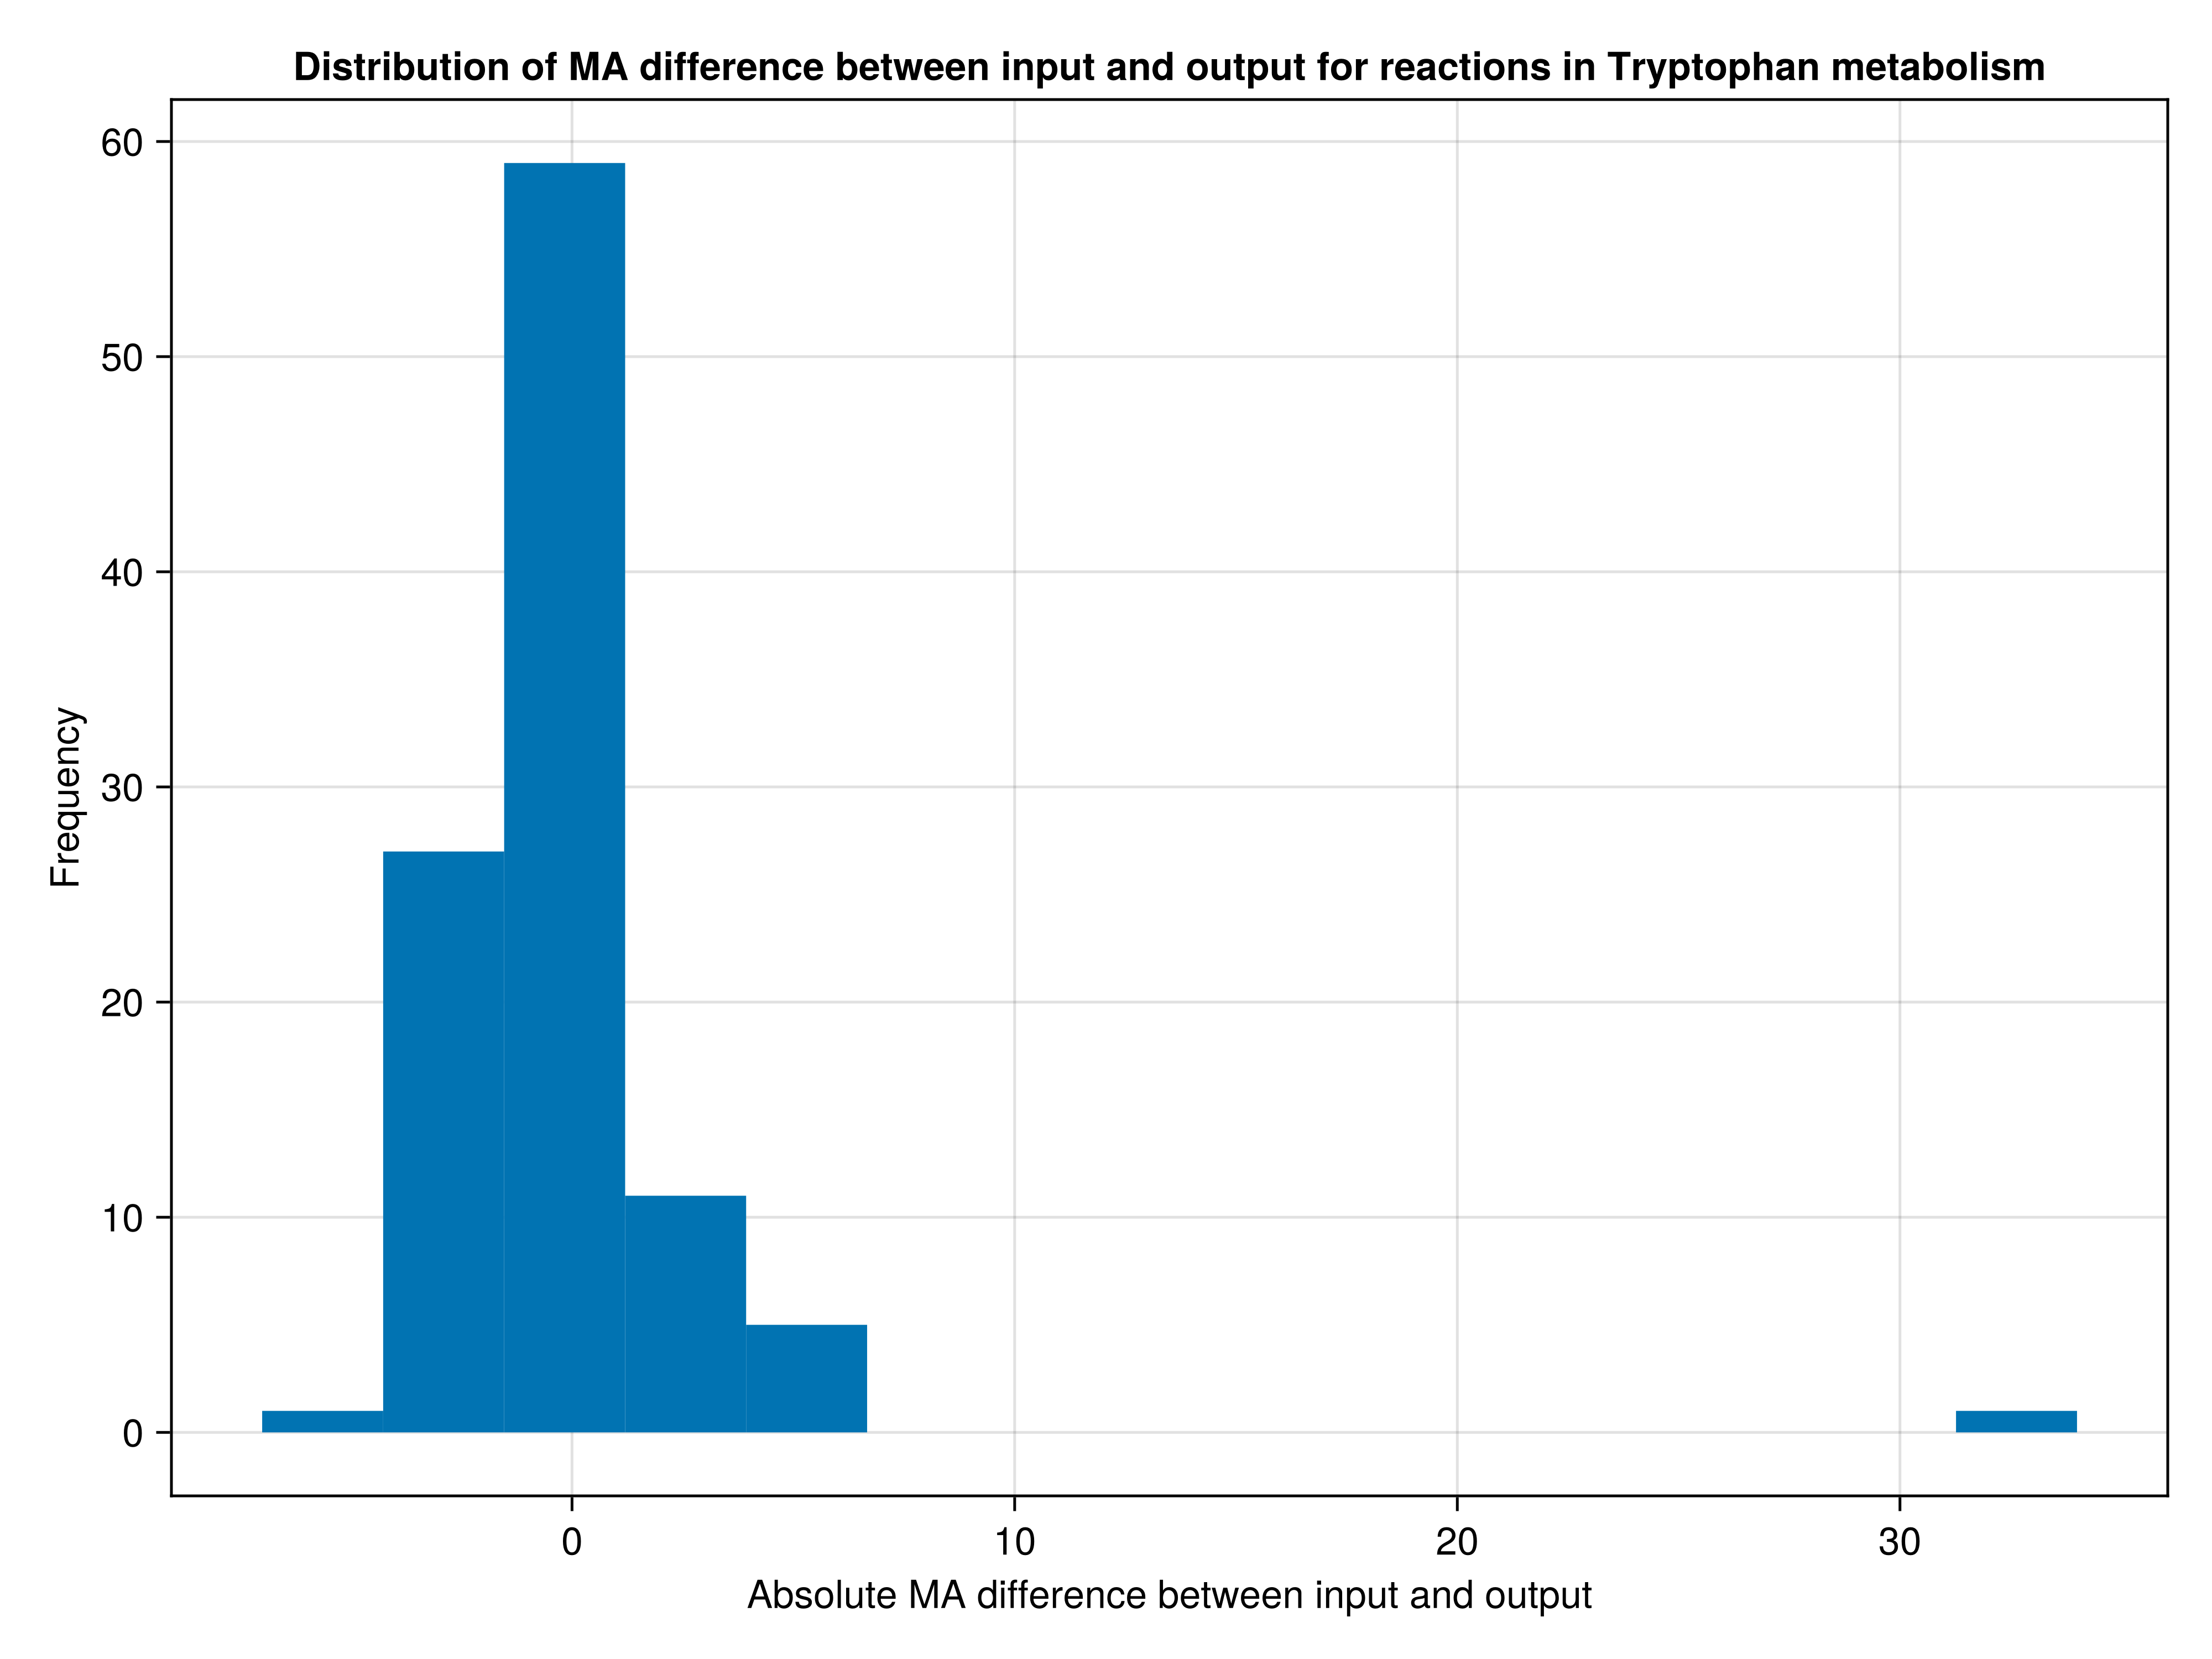 Distribution of MA difference between input and output for reactions in Tryptophan metabolism
60
50
40
30
20
10
0
Frequency
0 10 20 30
Absolute MA difference between input and output